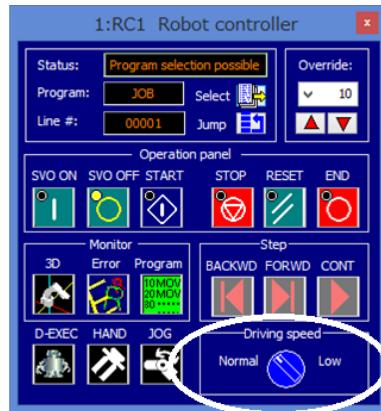 1:RC1 Robot controller
x
Status: Program selection possible
Override:
Program: JOB Select
10
Line #: 00001 Jump
Operation panel
SVO ON SVO OFF START STOP RESET END
Monitor
Step
3D Error Program
BACKWD FORWD CONT
10MOV
20MOV
30
D-EXEC HAND JOG
Driving speed
Normal Low